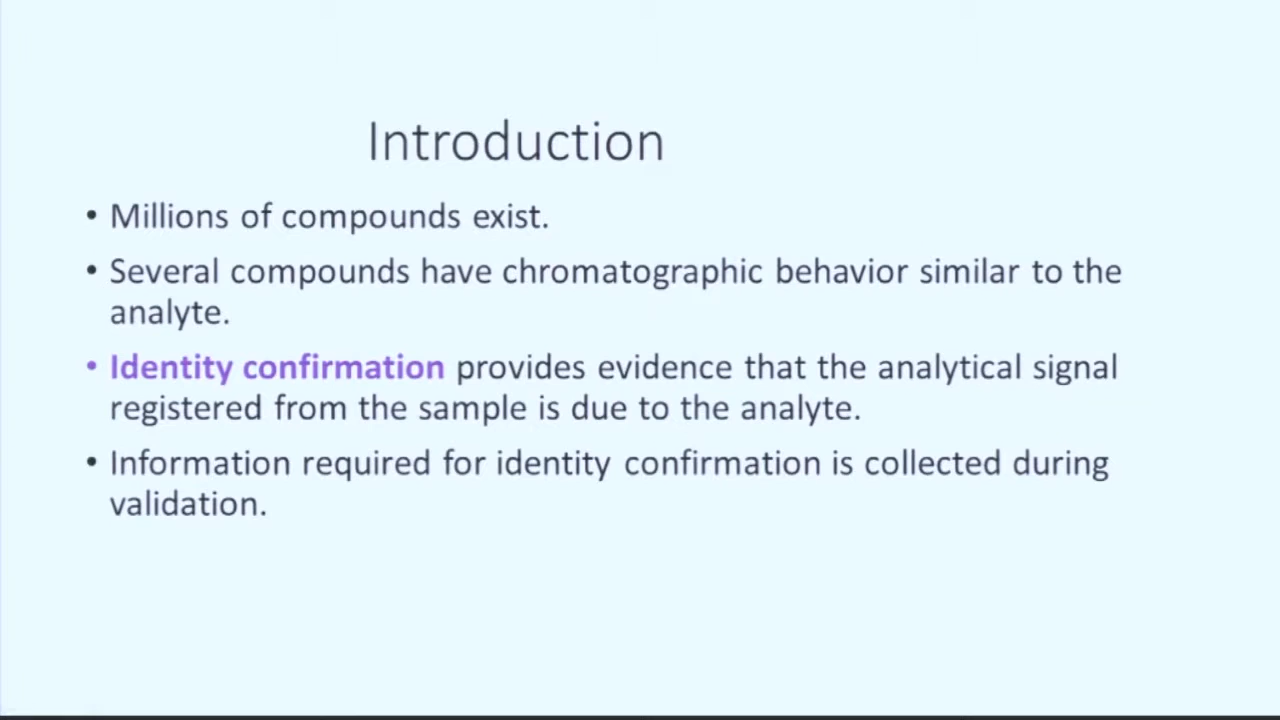 Introduction
• Millions of compounds exist.
• Several compounds have chromatographic behavior similar to the
analyte.
• Identity confirmation provides evidence that the analytical signal
registered from the sample is due to the analyte.
• Information required for identity confirmation is collected during
validation.